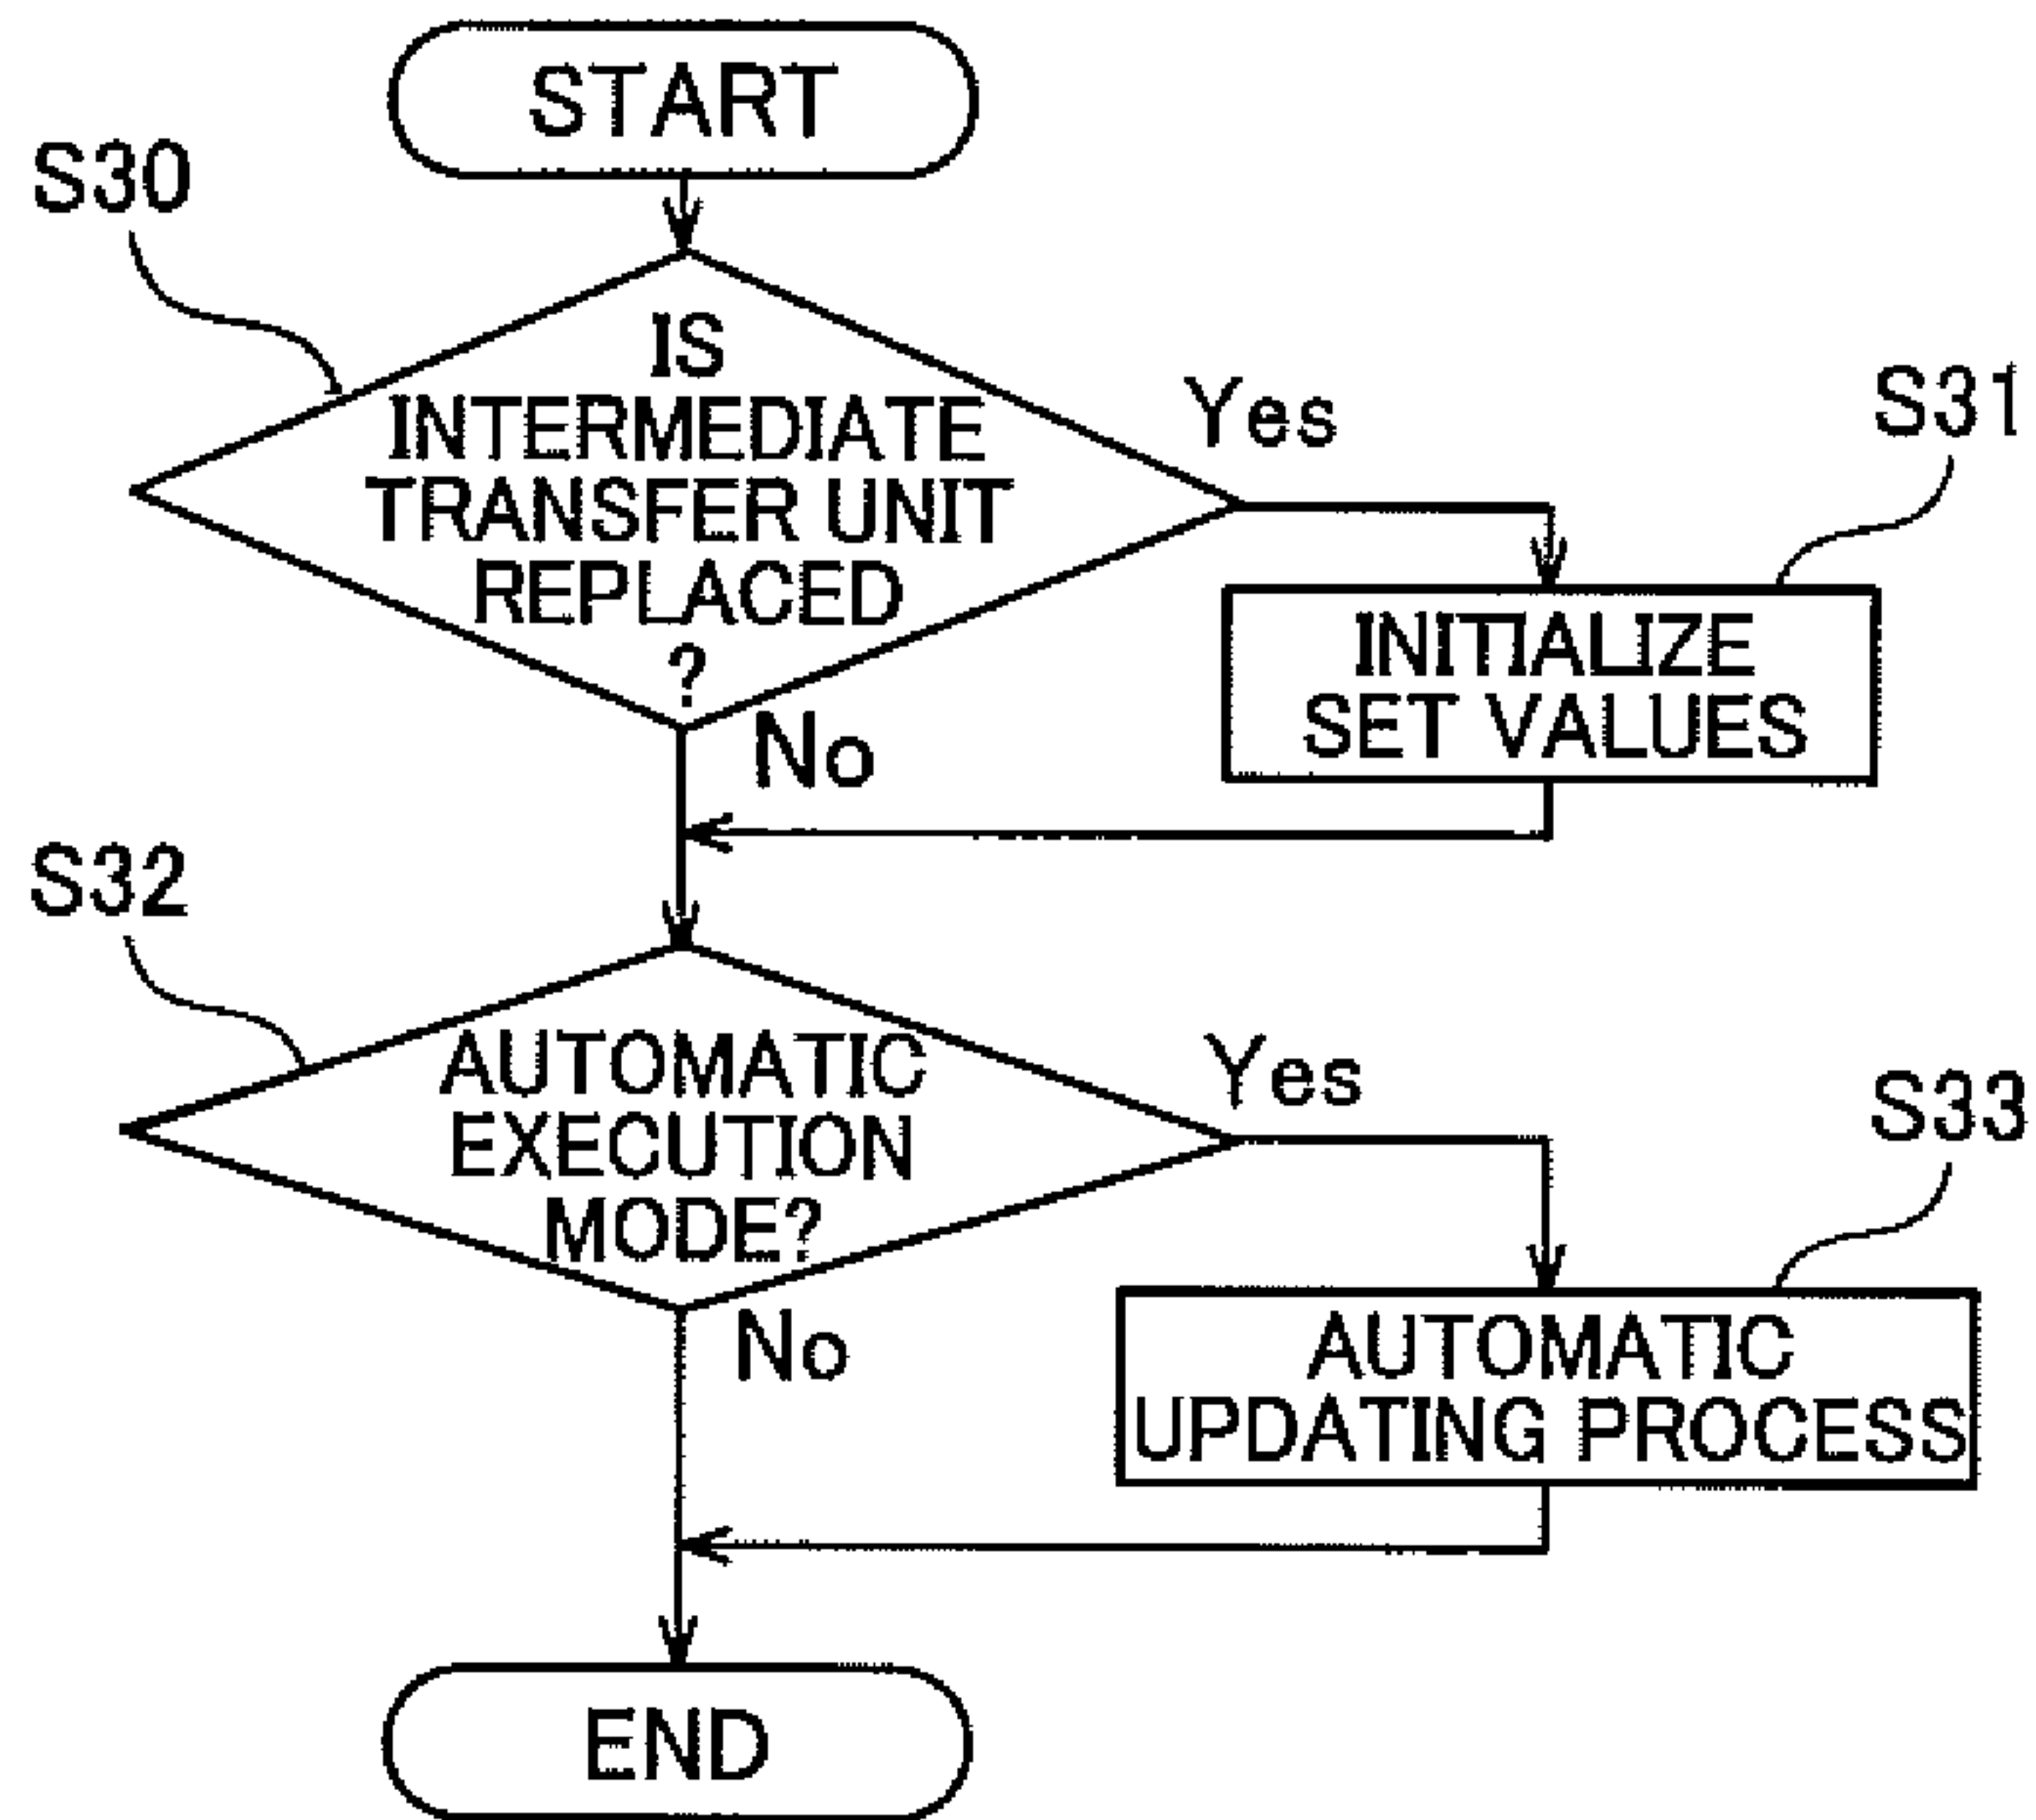 START
S30
IS
INTERMEDIATE
TRANSFER UNIT
REPLACED
?
Yes
S31
INITIALIZE
SET VALUES
No
S32
AUTOMATIC
EXECUTION
MODE?
Yes
S33
AUTOMATIC
UPDATING PROCESS
No
END